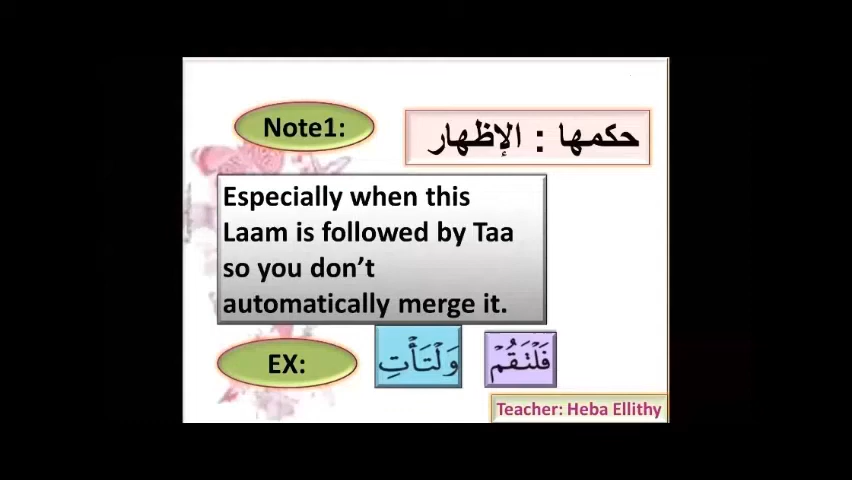 Note1:
حكمها : الإظهار
Especially when this
Laam is followed by Taa
so you don’t
automatically merge it.
EX:
وَلْتَأْتِ
فَلْتَقُمْ
Teacher: Heba Ellithy